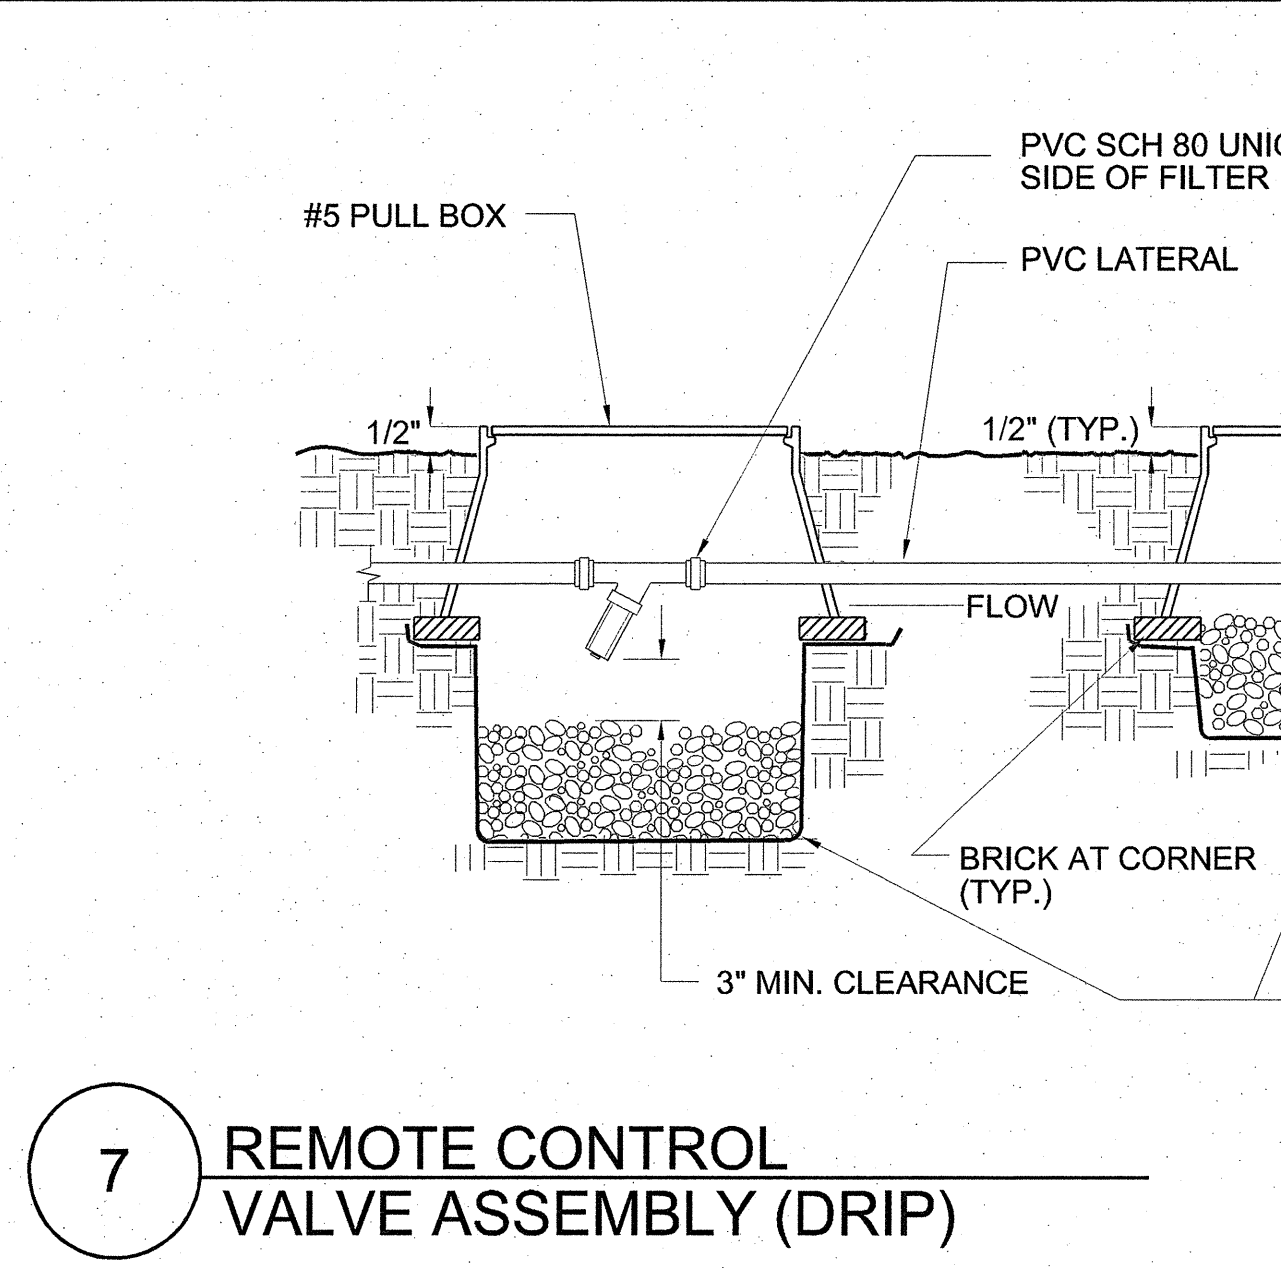 PVC SCH 80
SIDE OF FILTER
#5 PULL BOX
PVC LATERAL
1/2"
1/2" (TYP.)
FLOW
BRICK AT CORNER
(TYP.)
3" MIN. CLEARANCE
7
REMOTE CONTROL
VALVE ASSEMBLY (DRIP)